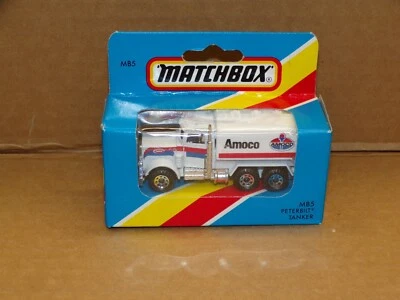 MB5
MATCHBOX
Amoco
AMOCO
MB5
PETERBILT
TANKER